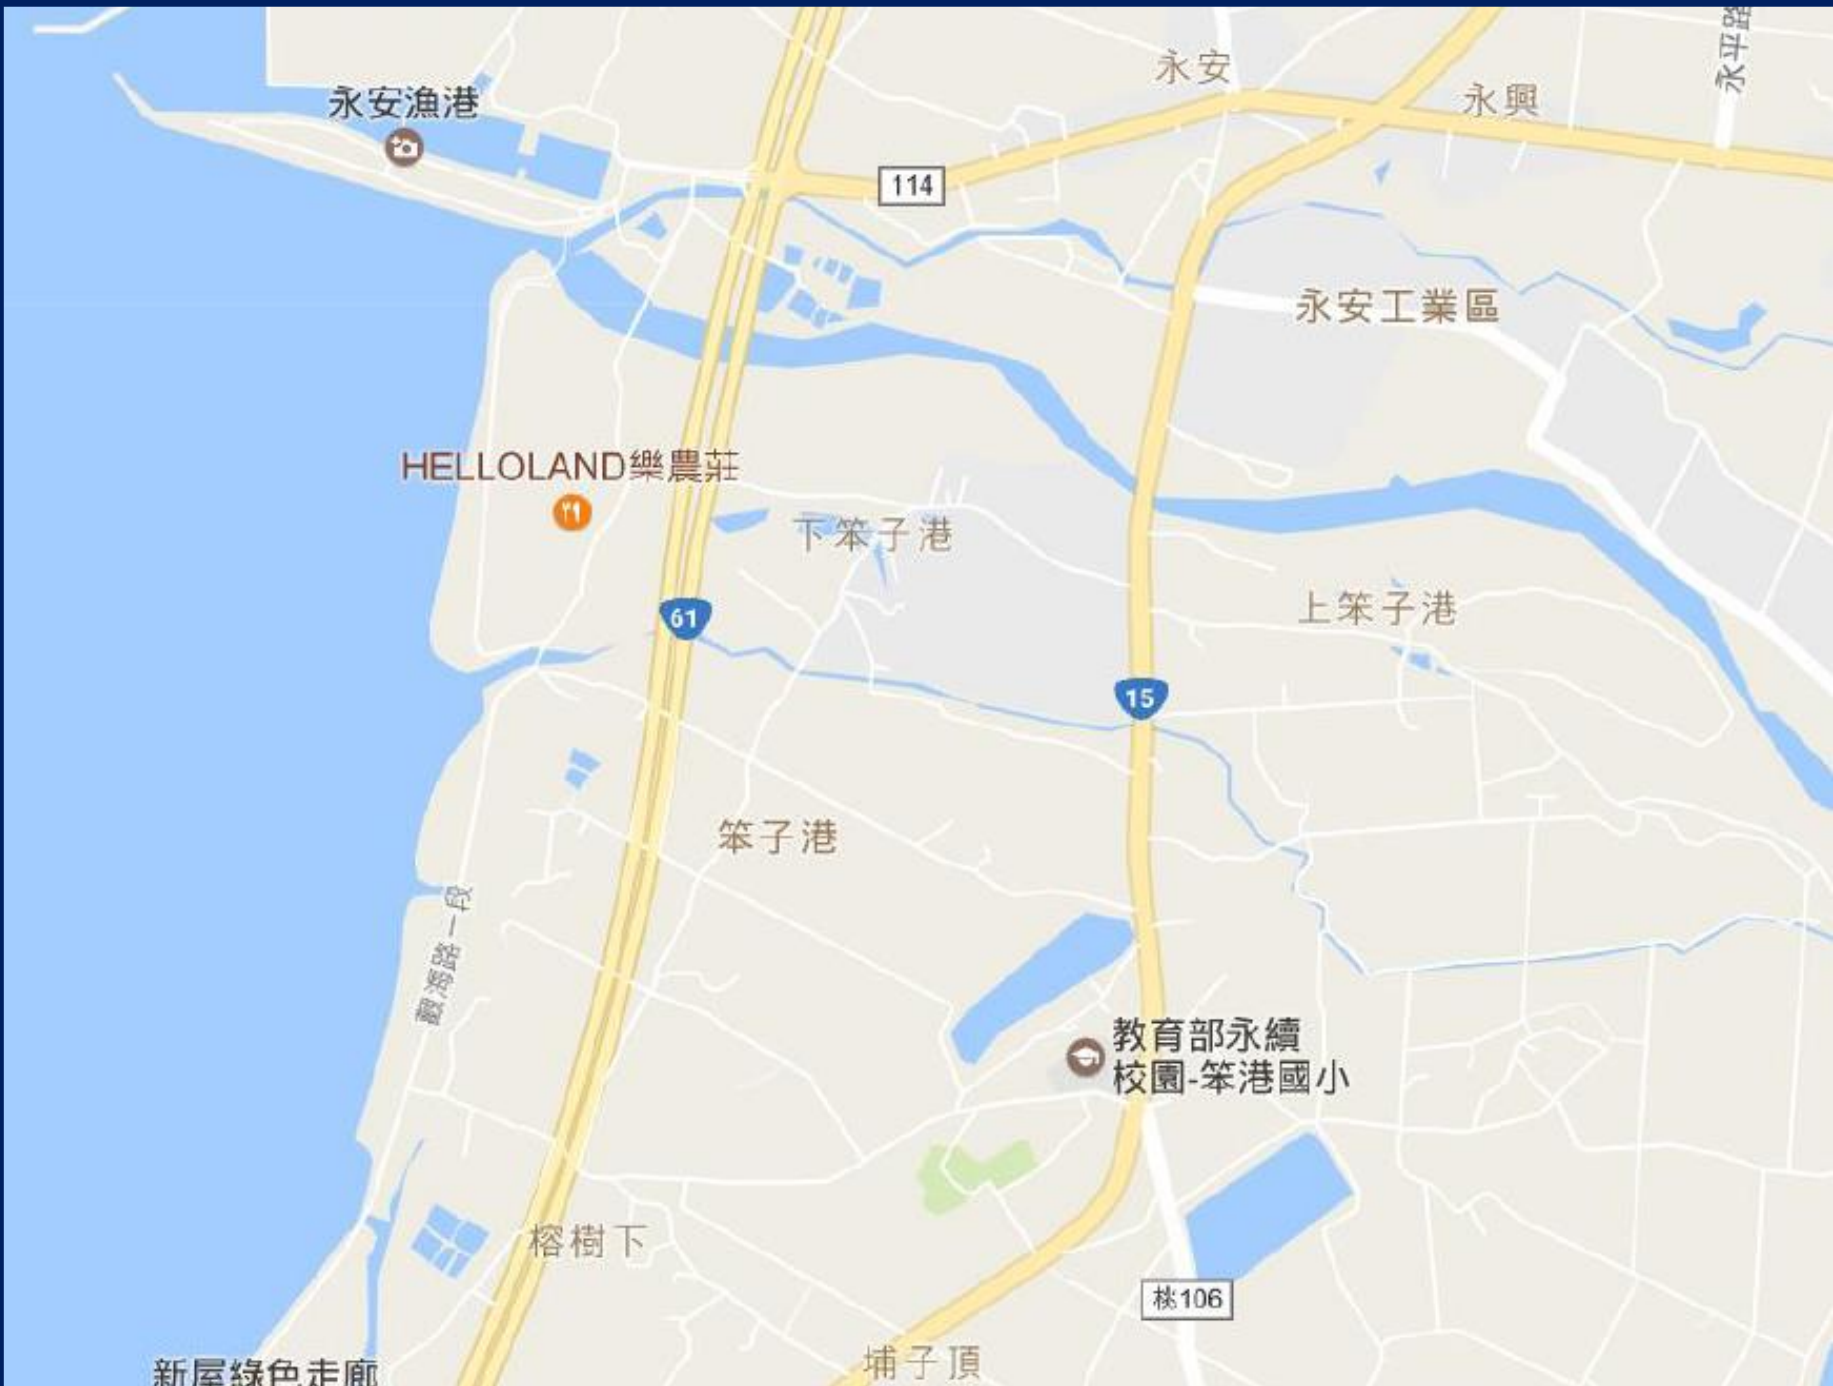 永平路
永安
永興
永安漁港
114
永安工業區
HELLOLAND樂農莊
下笨子港
61
上笨子港
15
笨子港
觀海路一段
教育部永續
校園-笨港國小
榕樹下
桃106
埔子頂
新屋綠色走廊